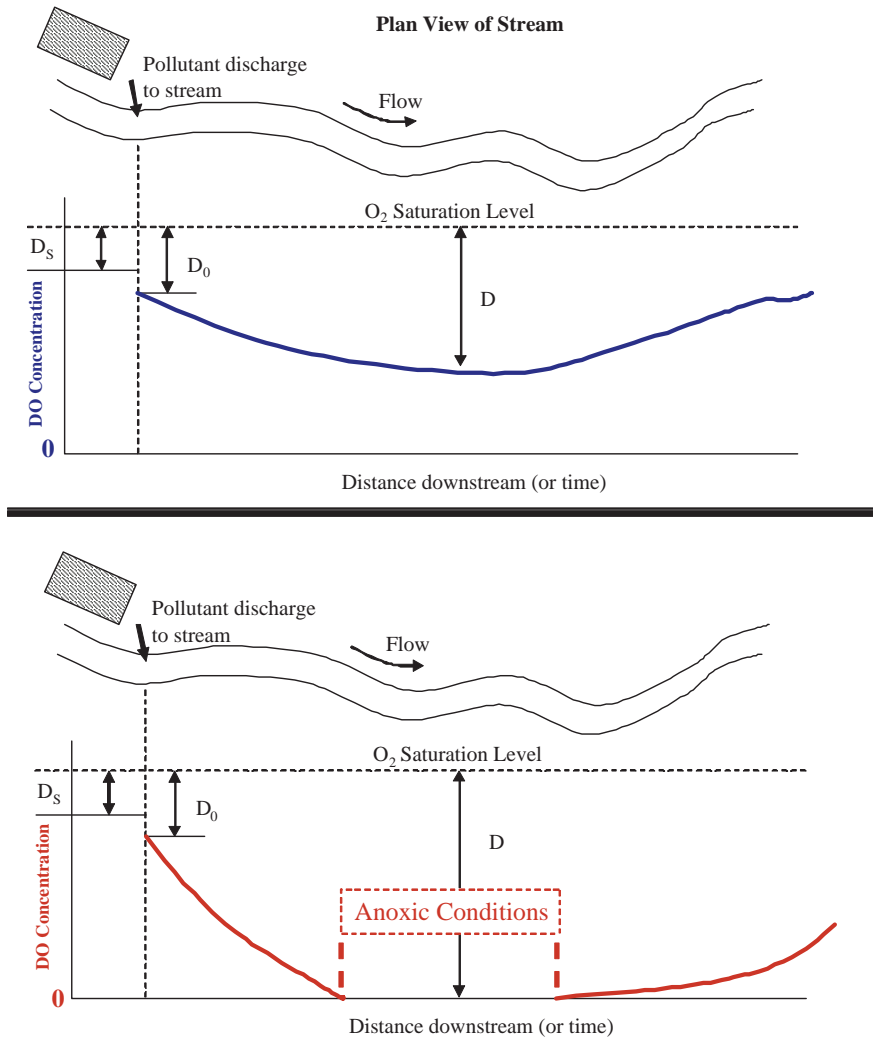 Plan View of Stream
Pollutant discharge
to stream
Flow
O₂ Saturation Level
D_S
D₀
D
DO Concentration
0
Distance downstream (or time)
Pollutant discharge
to stream
Flow
O₂ Saturation Level
D_S
D₀
D
Anoxic Conditions
DO Concentration
0
Distance downstream (or time)